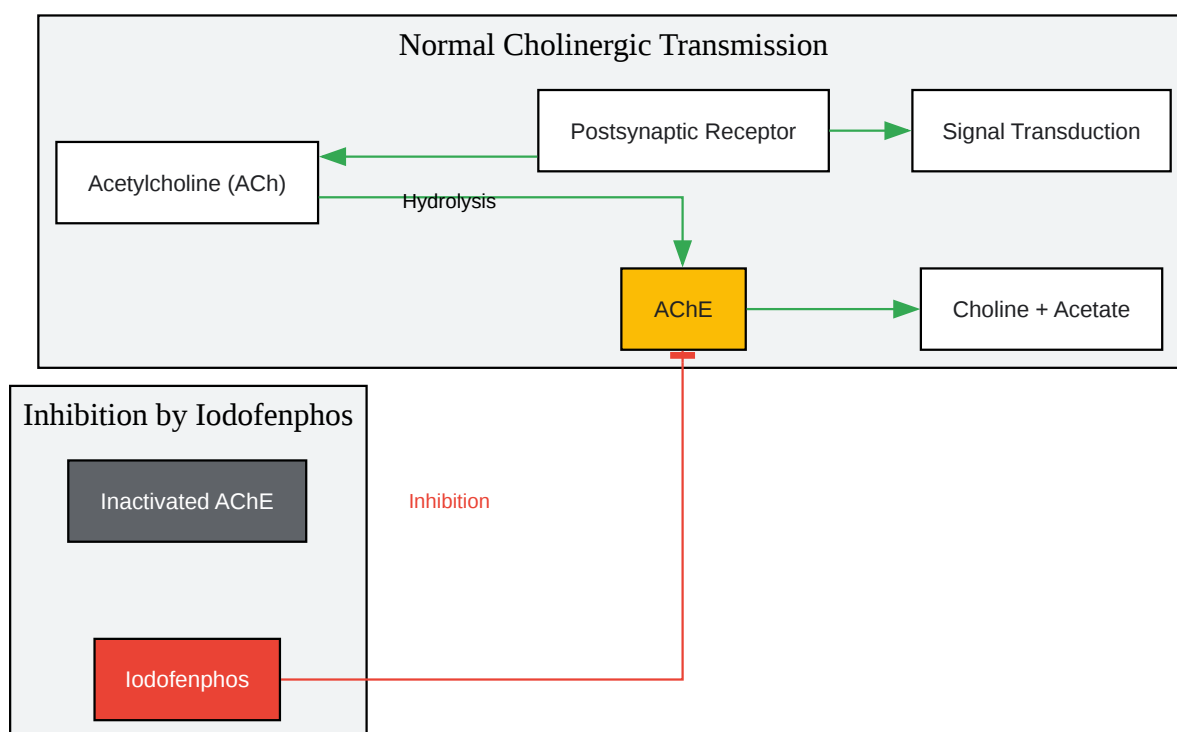 Normal Cholinergic Transmission
Postsynaptic Receptor
Signal Transduction
Acetylcholine (ACh)
Hydrolysis
AChE
Choline + Acetate
Inhibition by Iodofenphos
Inactivated AChE
Inhibition
Iodofenphos